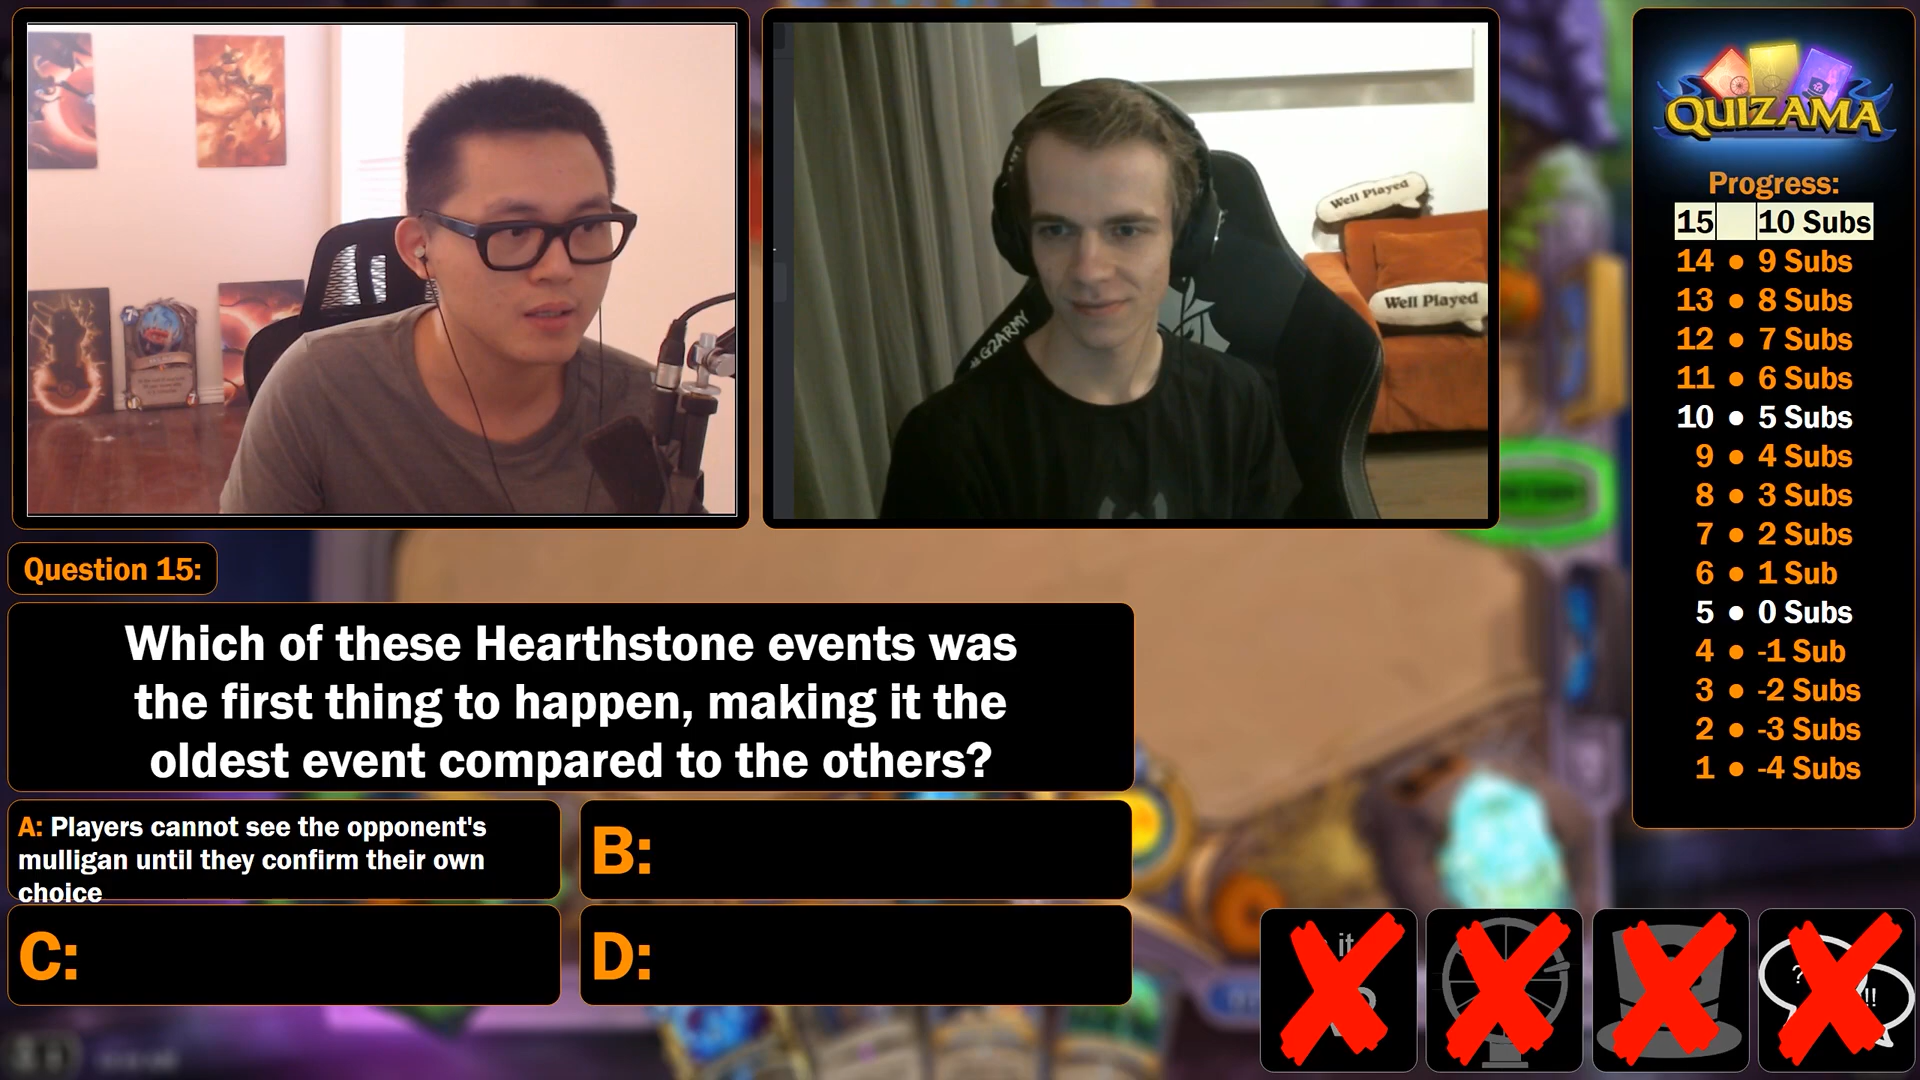 Well Played
Well Played
#G2ARMY
QUIZAMA
Progress:
15 10 Subs
14 • 9 Subs
13 • 8 Subs
12 • 7 Subs
11 • 6 Subs
10 • 5 Subs
9 • 4 Subs
8 • 3 Subs
7 • 2 Subs
6 • 1 Sub
5 • 0 Subs
4 • -1 Sub
3 • -2 Subs
2 • -3 Subs
1 • -4 Subs
Question 15:
Which of these Hearthstone events was
the first thing to happen, making it the
oldest event compared to the others?
A: Players cannot see the opponent's
mulligan until they confirm their own
choice
B:
C:
D:
it
?
!!